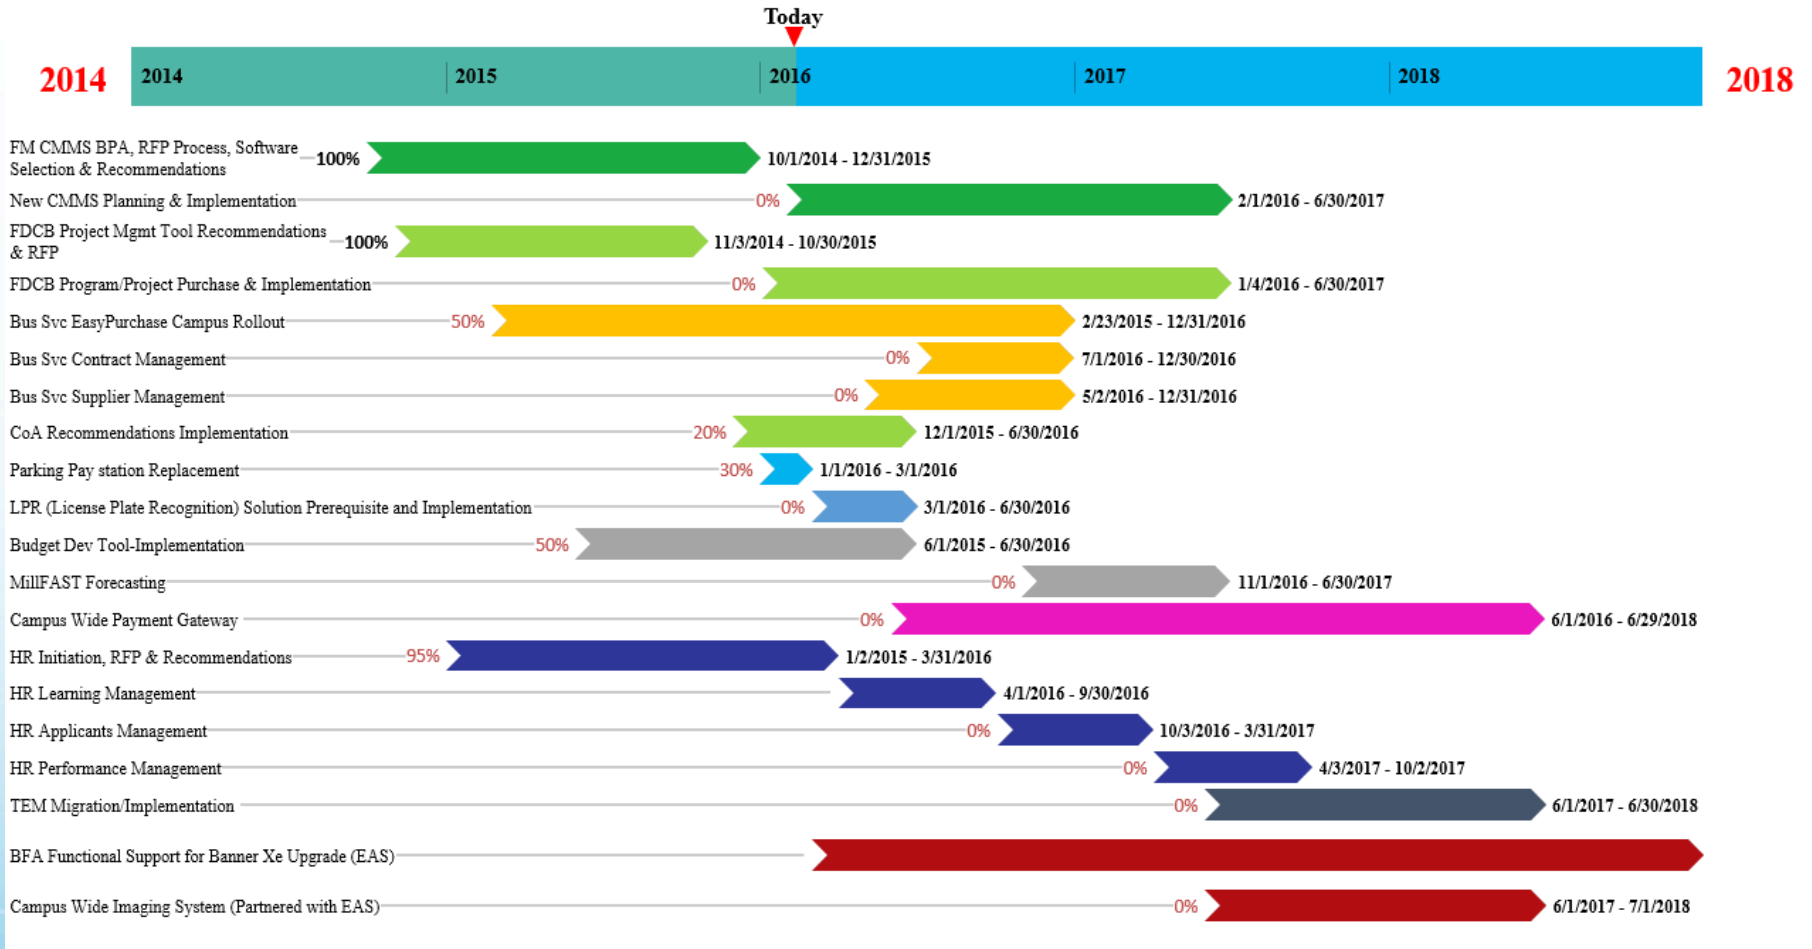 Today
2014 2014 2015 2016 2017 2018 2018
FM CMMS BPA, RFP Process, Software
Selection & Recommendations
100% 10/1/2014 - 12/31/2015
New CMMS Planning & Implementation 0% 2/1/2016 - 6/30/2017
FDCB Project Mgmt Tool Recommendations
& RFP
100% 11/3/2014 - 10/30/2015
FDCB Program/Project Purchase & Implementation 0% 1/4/2016 - 6/30/2017
Bus Svc EasyPurchase Campus Rollout 50% 2/23/2015 - 12/31/2016
Bus Svc Contract Management 0% 7/1/2016 - 12/30/2016
Bus Svc Supplier Management 0% 5/2/2016 - 12/31/2016
CoA Recommendations Implementation 20% 12/1/2015 - 6/30/2016
Parking Pay station Replacement 30% 1/1/2016 - 3/1/2016
LPR (License Plate Recognition) Solution Prerequisite and Implementation 0% 3/1/2016 - 6/30/2016
Budget Dev Tool-Implementation 50% 6/1/2015 - 6/30/2016
MillFAST Forecasting 0% 11/1/2016 - 6/30/2017
Campus Wide Payment Gateway 0% 6/1/2016 - 6/29/2018
HR Initiation, RFP & Recommendations 95% 1/2/2015 - 3/31/2016
HR Learning Management 4/1/2016 - 9/30/2016
HR Applicants Management 0% 10/3/2016 - 3/31/2017
HR Performance Management 0% 4/3/2017 - 10/2/2017
TEM Migration/Implementation 0% 6/1/2017 - 6/30/2018
BFA Functional Support for Banner Xe Upgrade (EAS)
Campus Wide Imaging System (Partnered with EAS) 0% 6/1/2017 - 7/1/2018